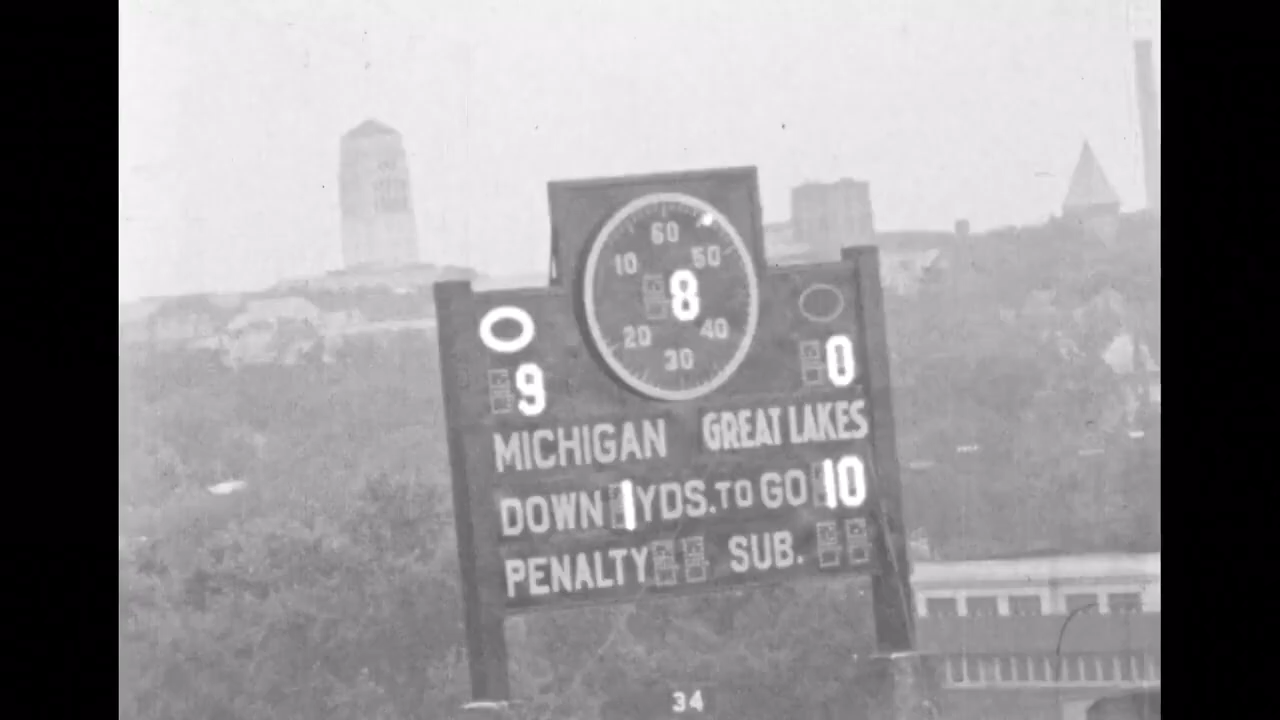 60
10 50
8
20 40
30
9 0
MICHIGAN GREAT LAKES
DOWN 1 YDS. TO GO 10
PENALTY SUB.
34